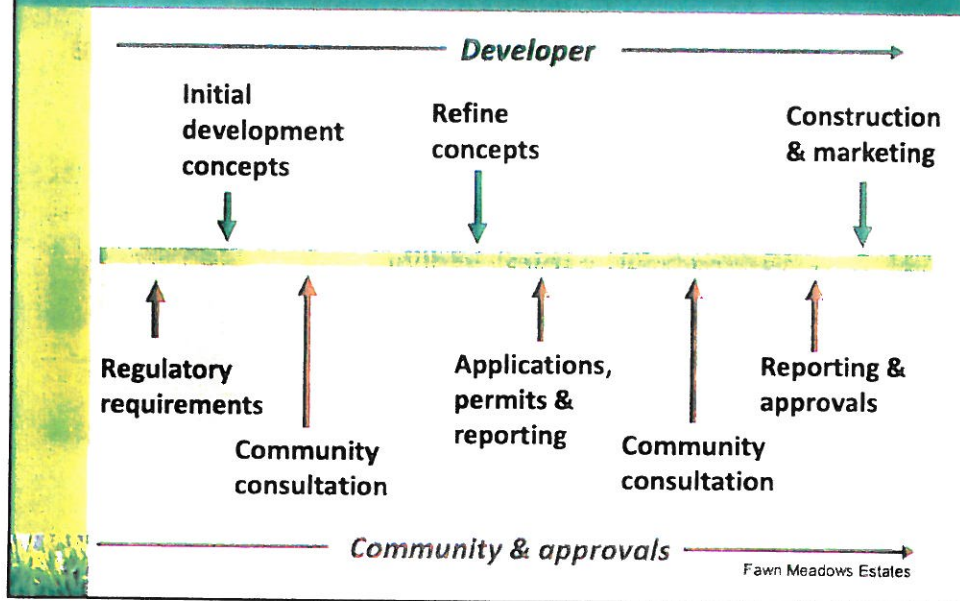 Developer
Initial
development
concepts
Refine
concepts
Construction
& marketing
Regulatory
requirements
Community
consultation
Applications,
permits &
reporting
Community
consultation
Reporting &
approvals
Community & approvals
Fawn Meadows Estates